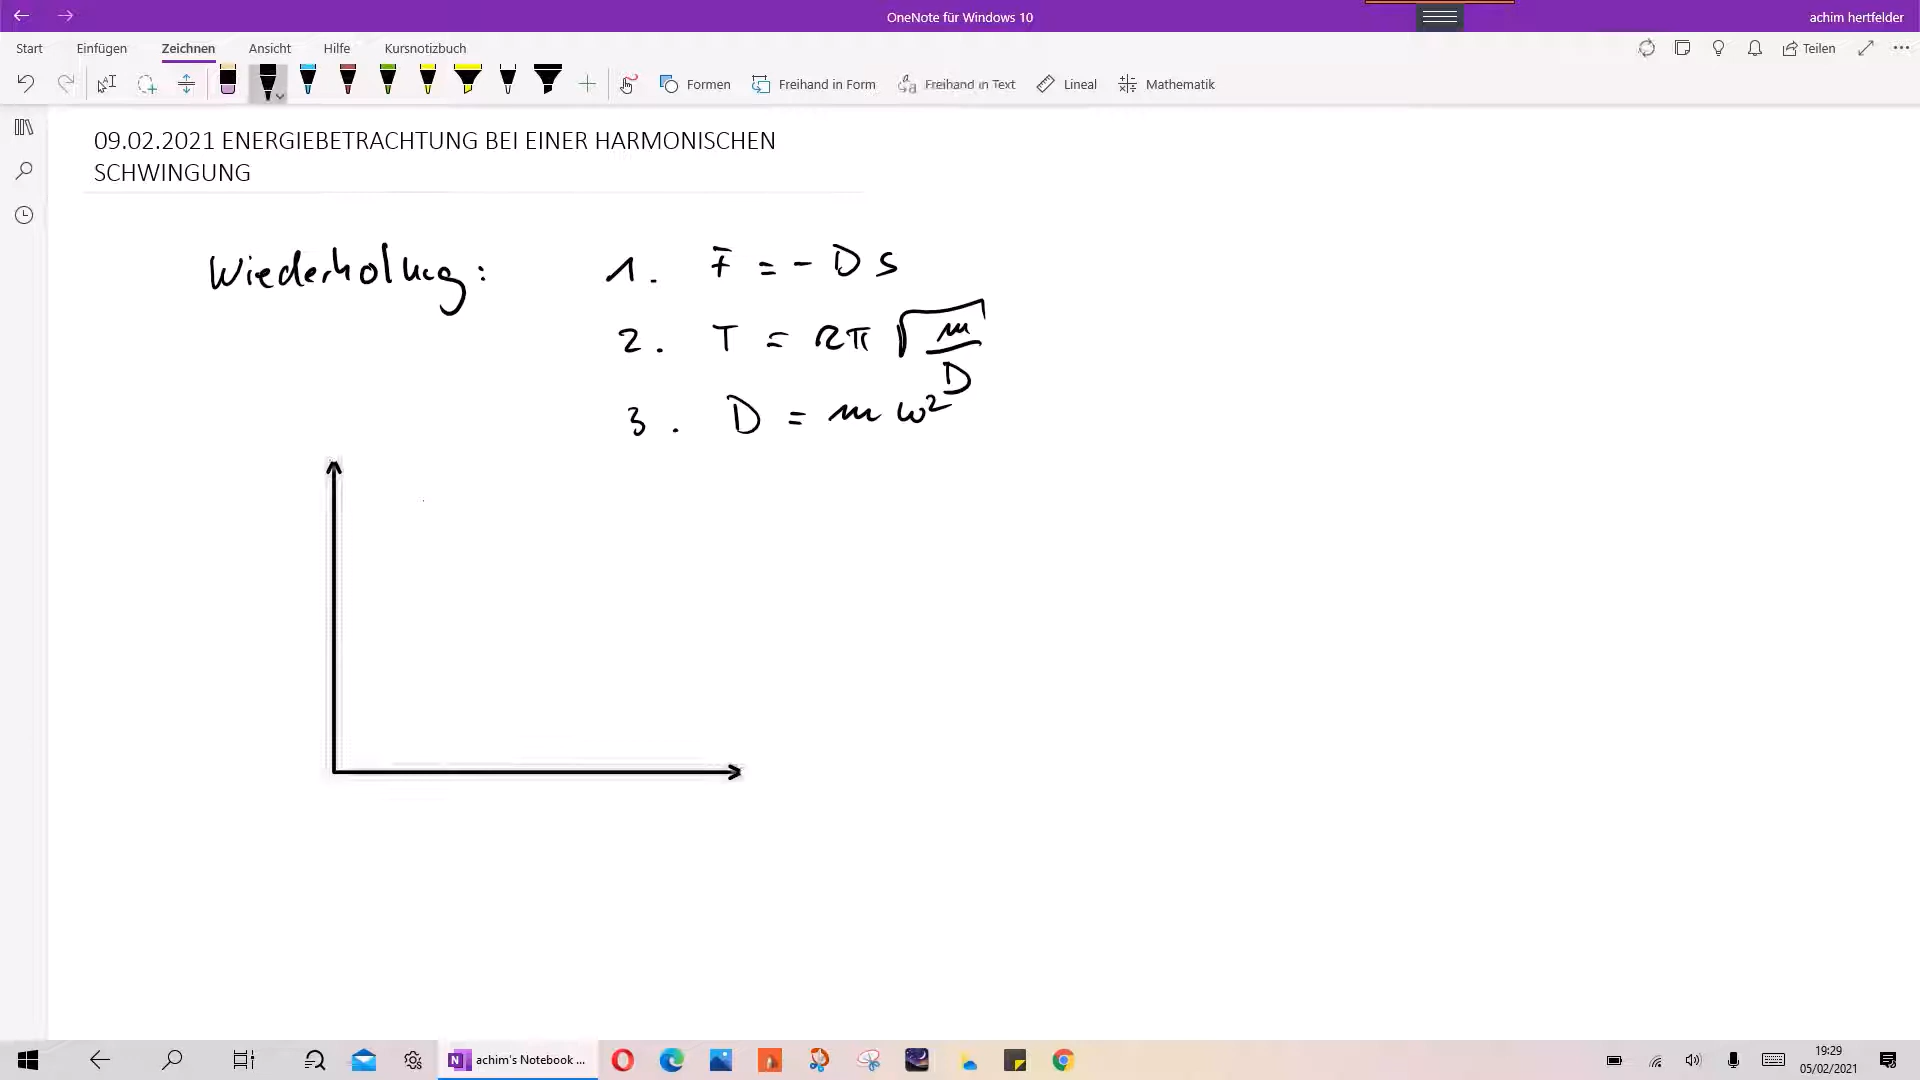 OneNote für Windows 10
achim hertfelder
Start Einfügen Zeichnen Ansicht Hilfe Kursnotizbuch
Teilen
Formen Freihand in Form Freihand in Text Lineal Mathematik
09.02.2021 ENERGIEBETRACHTUNG BEI EINER HARMONISCHEN
SCHWINGUNG
Wiederholung: 1. F = - D s
2. T = 2π √(m/D)
3. D = m ω²
achim's Notebook ...
19:29
05/02/2021